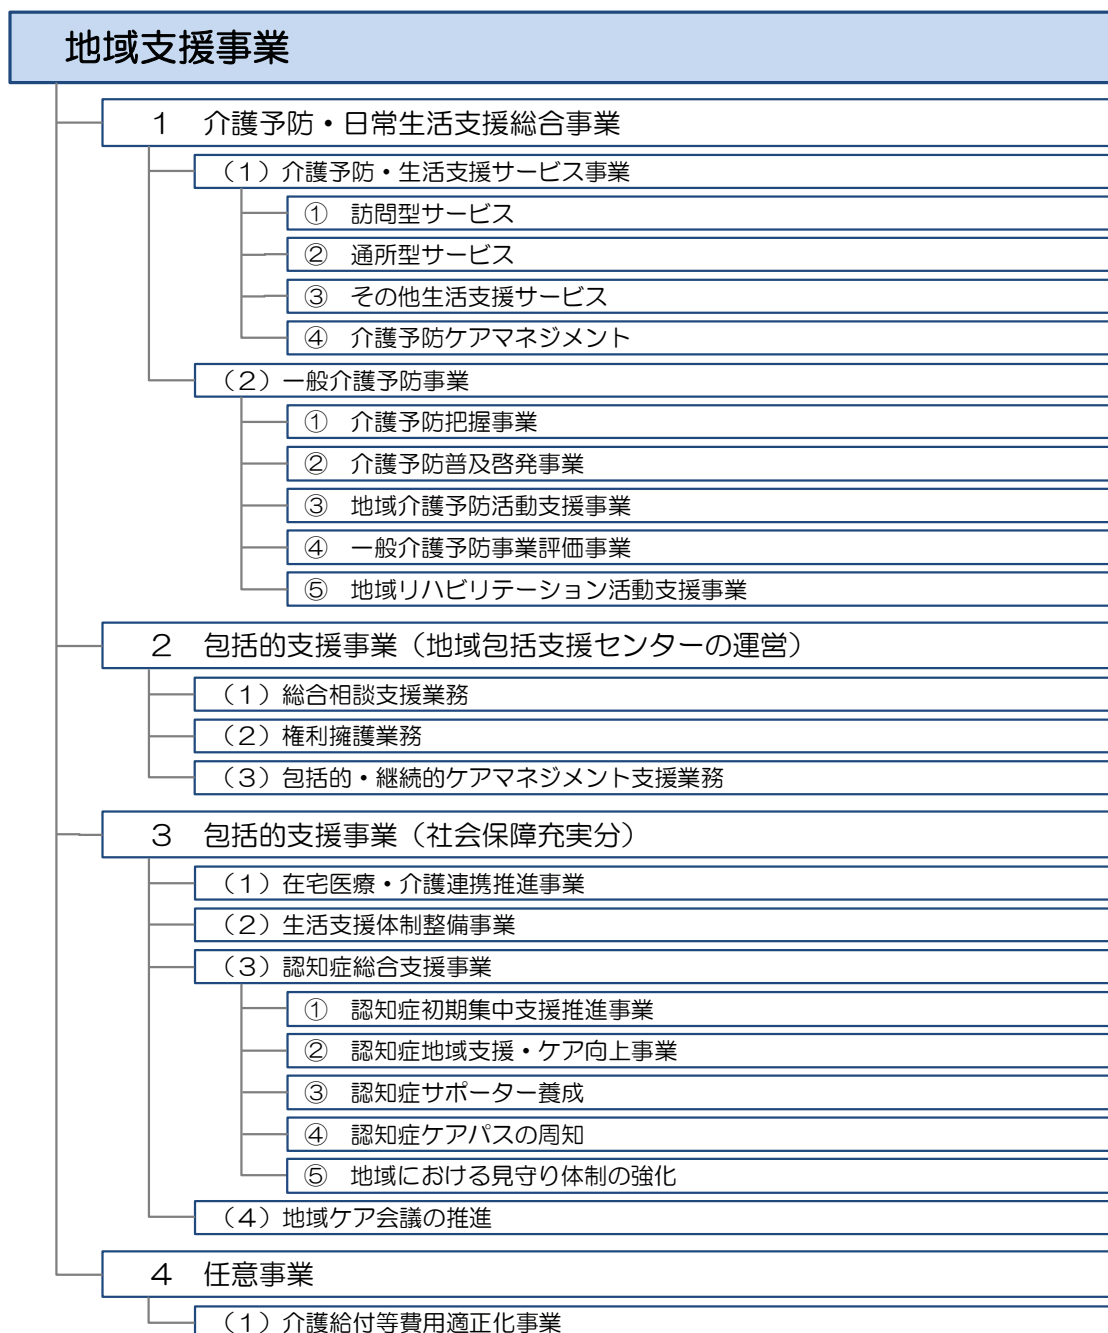 地域支援事業
１　介護予防・日常生活支援総合事業
（１）介護予防・生活支援サービス事業
①　訪問型サービス
②　通所型サービス
③　その他生活支援サービス
④　介護予防ケアマネジメント
（２）一般介護予防事業
①　介護予防把握事業
②　介護予防普及啓発事業
③　地域介護予防活動支援事業
④　一般介護予防事業評価事業
⑤　地域リハビリテーション活動支援事業
２　包括的支援事業（地域包括支援センターの運営）
（１）総合相談支援業務
（２）権利擁護業務
（３）包括的・継続的ケアマネジメント支援業務
３　包括的支援事業（社会保障充実分）
（１）在宅医療・介護連携推進事業
（２）生活支援体制整備事業
（３）認知症総合支援事業
①　認知症初期集中支援推進事業
②　認知症地域支援・ケア向上事業
③　認知症サポーター養成
④　認知症ケアパスの周知
⑤　地域における見守り体制の強化
（４）地域ケア会議の推進
４　任意事業
（１）介護給付等費用適正化事業